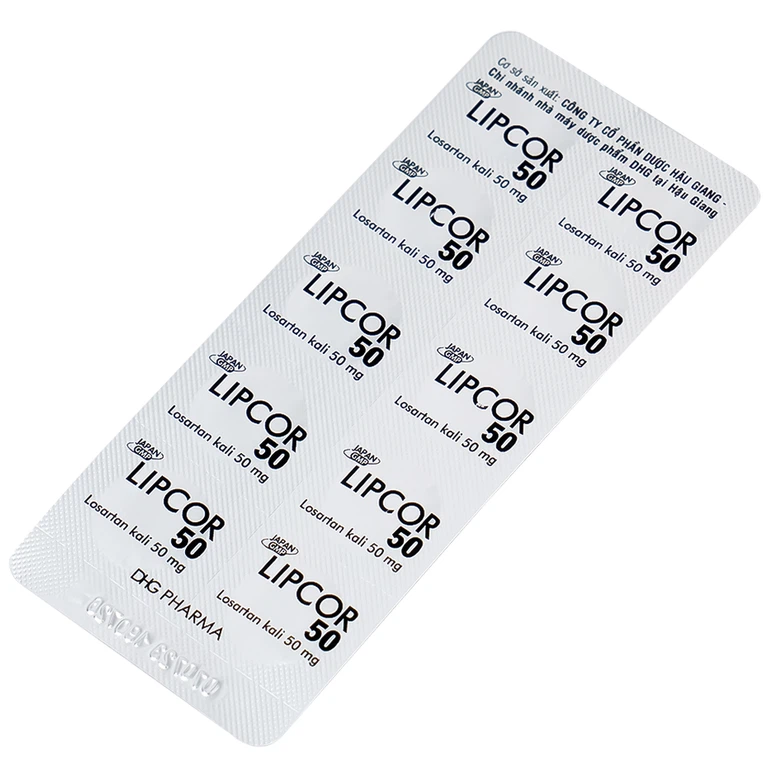 Cơ sở sản xuất: CÔNG TY CỔ PHẦN DƯỢC HẬU GIANG -
Chi nhánh nhà máy dược phẩm DHG tại Hậu Giang
JAPAN
GMP
LIPCOR
50
Losartan kali 50 mg
JAPAN
GMP
LIPCOR
50
Losartan kali 50 mg
JAPAN
GMP
LIPCOR
50
Losartan kali 50 mg
JAPAN
GMP
LIPCOR
50
Losartan kali 50 mg
JAPAN
GMP
LIPCOR
50
Losartan kali 50 mg
JAPAN
GMP
LIPCOR
50
Losartan kali 50 mg
JAPAN
GMP
LIPCOR
50
Losartan kali 50 mg
JAPAN
GMP
LIPCOR
50
Losartan kali 50 mg
JAPAN
GMP
LIPCOR
50
Losartan kali 50 mg
JAPAN
GMP
LIPCOR
50
Losartan kali 50 mg
DHG PHARMA